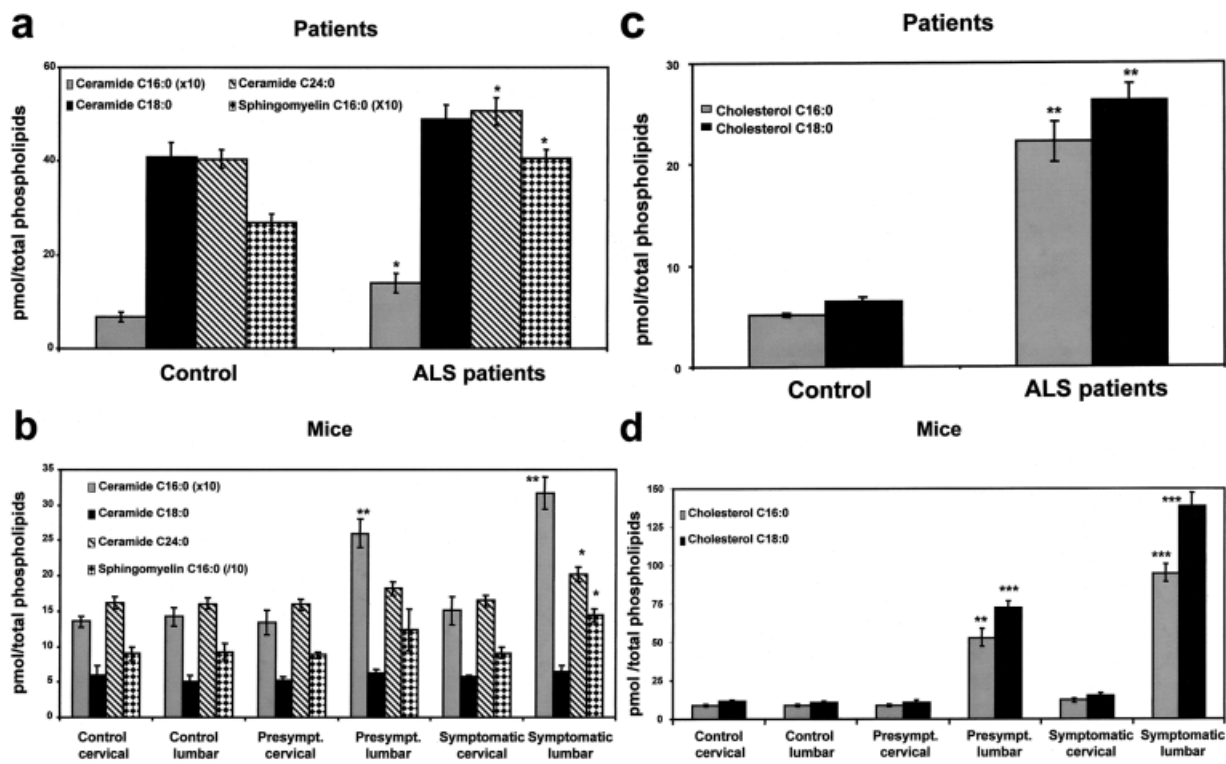 a
Patients
Ceramide C16:0 (x10)
Ceramide C24:0
Ceramide C18:0
Sphingomyelin C16:0 (X10)
pmol/total phospholipids
60
40
20
0
*
*
*
Control
ALS patients
c
Patients
Cholesterol C16:0
Cholesterol C18:0
pmol/total phospholipids
30
20
10
0
**
**
Control
ALS patients
b
Mice
Ceramide C16:0 (x10)
Ceramide C18:0
Ceramide C24:0
Sphingomyelin C16:0 (/10)
pmol/total phospholipids
35
30
25
20
15
10
5
0
**
**
*
*
Control cervical
Control lumbar
Presympt. cervical
Presympt. lumbar
Symptomatic cervical
Symptomatic lumbar
d
Mice
Cholesterol C16:0
Cholesterol C18:0
pmol /total phospholipids
150
125
100
75
50
25
0
**
***
***
***
Control cervical
Control lumbar
Presympt. cervical
Presympt. lumbar
Symptomatic cervical
Symptomatic lumbar